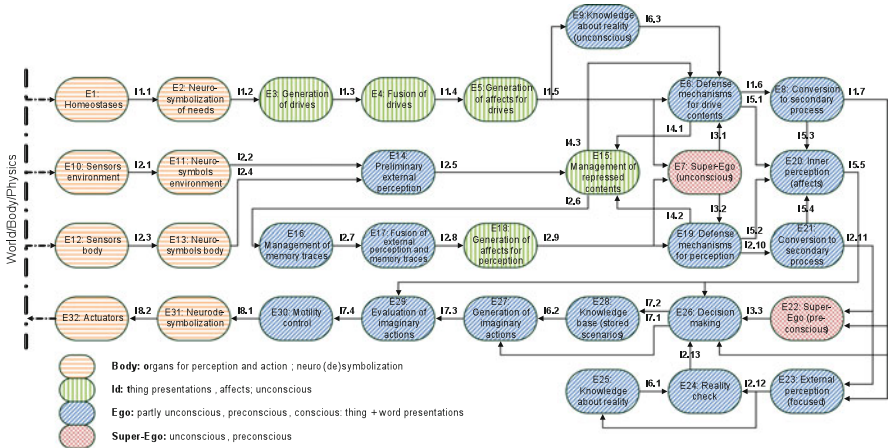 World/Body/Physics
E9:Knowledge
about reality
(unconscious)
I6.3
E1:
Homeostases
I1.1
E2: Neuro-
symbolization
of needs
I1.2
E3: Generation
of drives
I1.3
E4: Fusion of
drives
I1.4
E5:Generation
of affects for
drives
I1.5
E6: Defense
mechanisms
for drive
contents
I1.6
I5.1
E8: Conversion
to secondary
process
I1.7
I4.1
I3.1
I5.3
I4.3
E10: Sensors
environment
I2.1
E11: Neuro-
symbols
environment
I2.2
I2.4
E14:
Preliminary
external
perception
I2.5
E15:
Management of
repressed
contents
E7: Super-Ego
(unconscious)
E20: Inner
perception
(affects)
I5.5
I2.6
I4.2
I3.2
I5.4
E12: Sensors
body
I2.3
E13: Neuro-
symbols body
E16:
Management of
memory traces
I2.7
E17: Fusion of
external
perception and
memory traces
I2.8
E18:
Generation of
affects for
perception
I2.9
E19: Defense
mechanisms
for perception
I5.2
I2.10
E21:
Conversion to
secondary
process
I2.11
E32: Actuators
I8.2
E31: Neurode-
symbolization
I8.1
E30: Motility
control
I7.4
E29:
Evaluation of
imaginary
actions
I7.3
E27:
Generation of
imaginary
actions
I6.2
E28:
Knowledge
base (stored
scenarios)
I7.2
I7.1
E26: Decision
making
I3.3
E22: Super-
Ego (pre-
conscious)
I2.13
E25:
Knowledge
about reality
I6.1
E24: Reality
check
I2.12
E23: External
perception
(focused)
Body: organs for perception and action ; neuro (de)symbolization
Id: thing presentations , affects; unconscious
Ego: partly unconscious, preconscious , conscious: thing + word presentations
Super-Ego: unconscious , preconscious